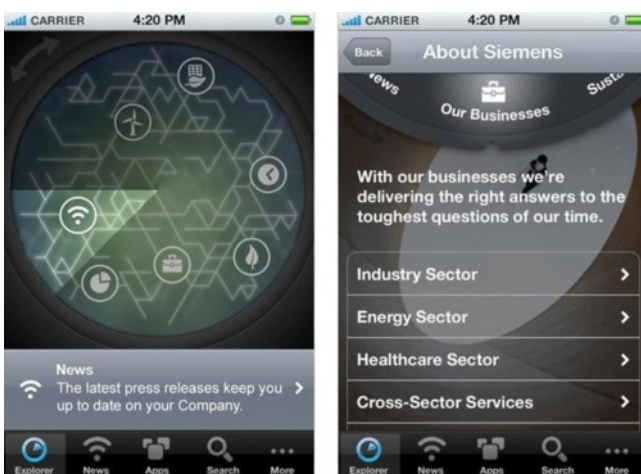 CARRIER 4:20 PM
News
The latest press releases keep you
up to date on your Company.
Explorer News Apps Search More
CARRIER 4:20 PM
Back About Siemens
News Our Businesses
With our businesses we're
delivering the right answers to the
toughest questions of our time.
Industry Sector
Energy Sector
Healthcare Sector
Cross-Sector Services
Explorer News Apps Search More